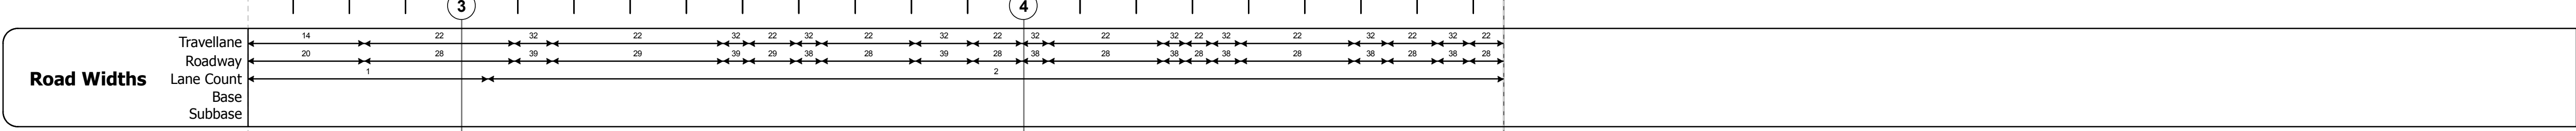 3 4
Travellane 14 22 32 22 32 22 32 22 32 22 32 22 32 22 32 22 32 22 32 22
Roadway 20 28 39 29 39 29 38 28 39 28 38 28 38 28 38 28 38 28 38 28
Road Widths Lane Count 1 2
Base
Subbase